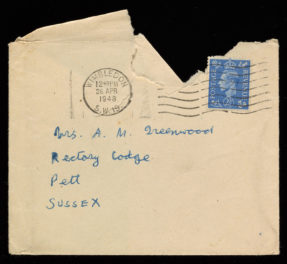 WIMBLEDON
26 APR
1948
S.W.19
Mrs. A. M. Greenwood
Rectory Lodge
Pett
SUSSEX